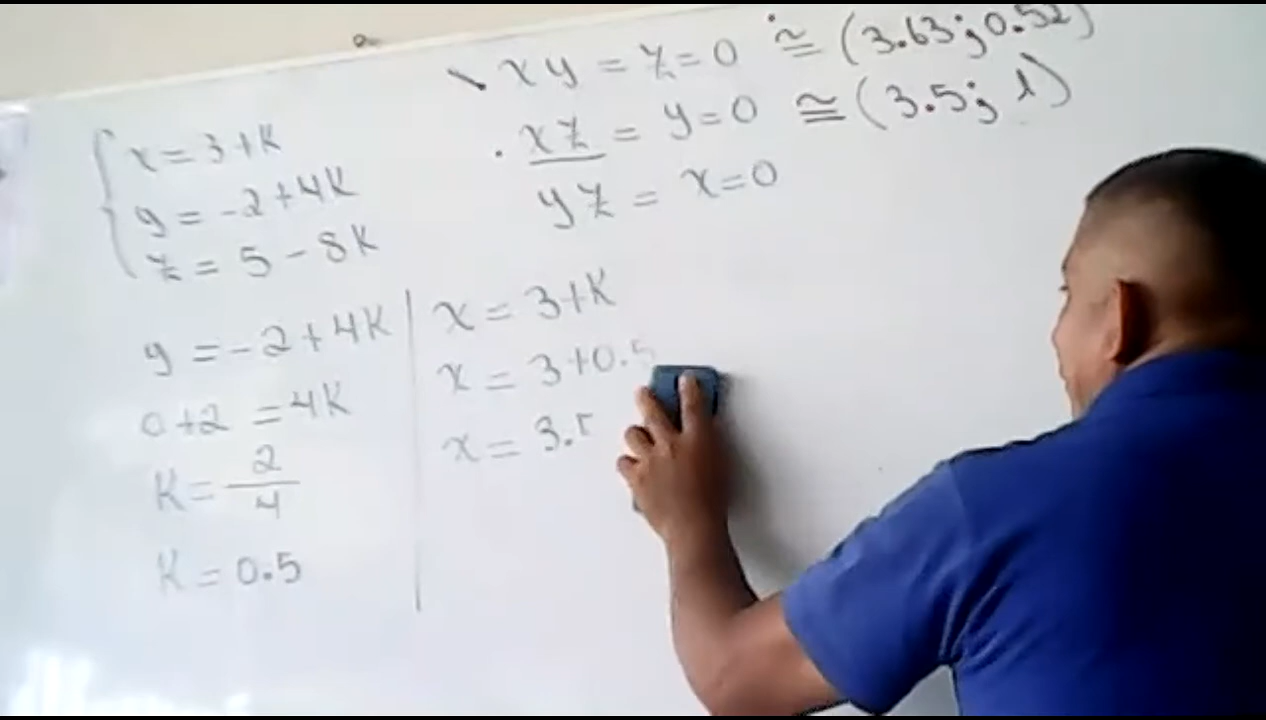 xy = z=0 ≅ (3.63; 0.52)
xz = y=0 ≅ (3.5; 1)
yz = x=0
x = 3+K
y = -2+4K
z = 5-8K
y = -2+4K
0+2 = 4K
K = 2/4
K = 0.5
x = 3+K
x = 3+0.5
x = 3.5